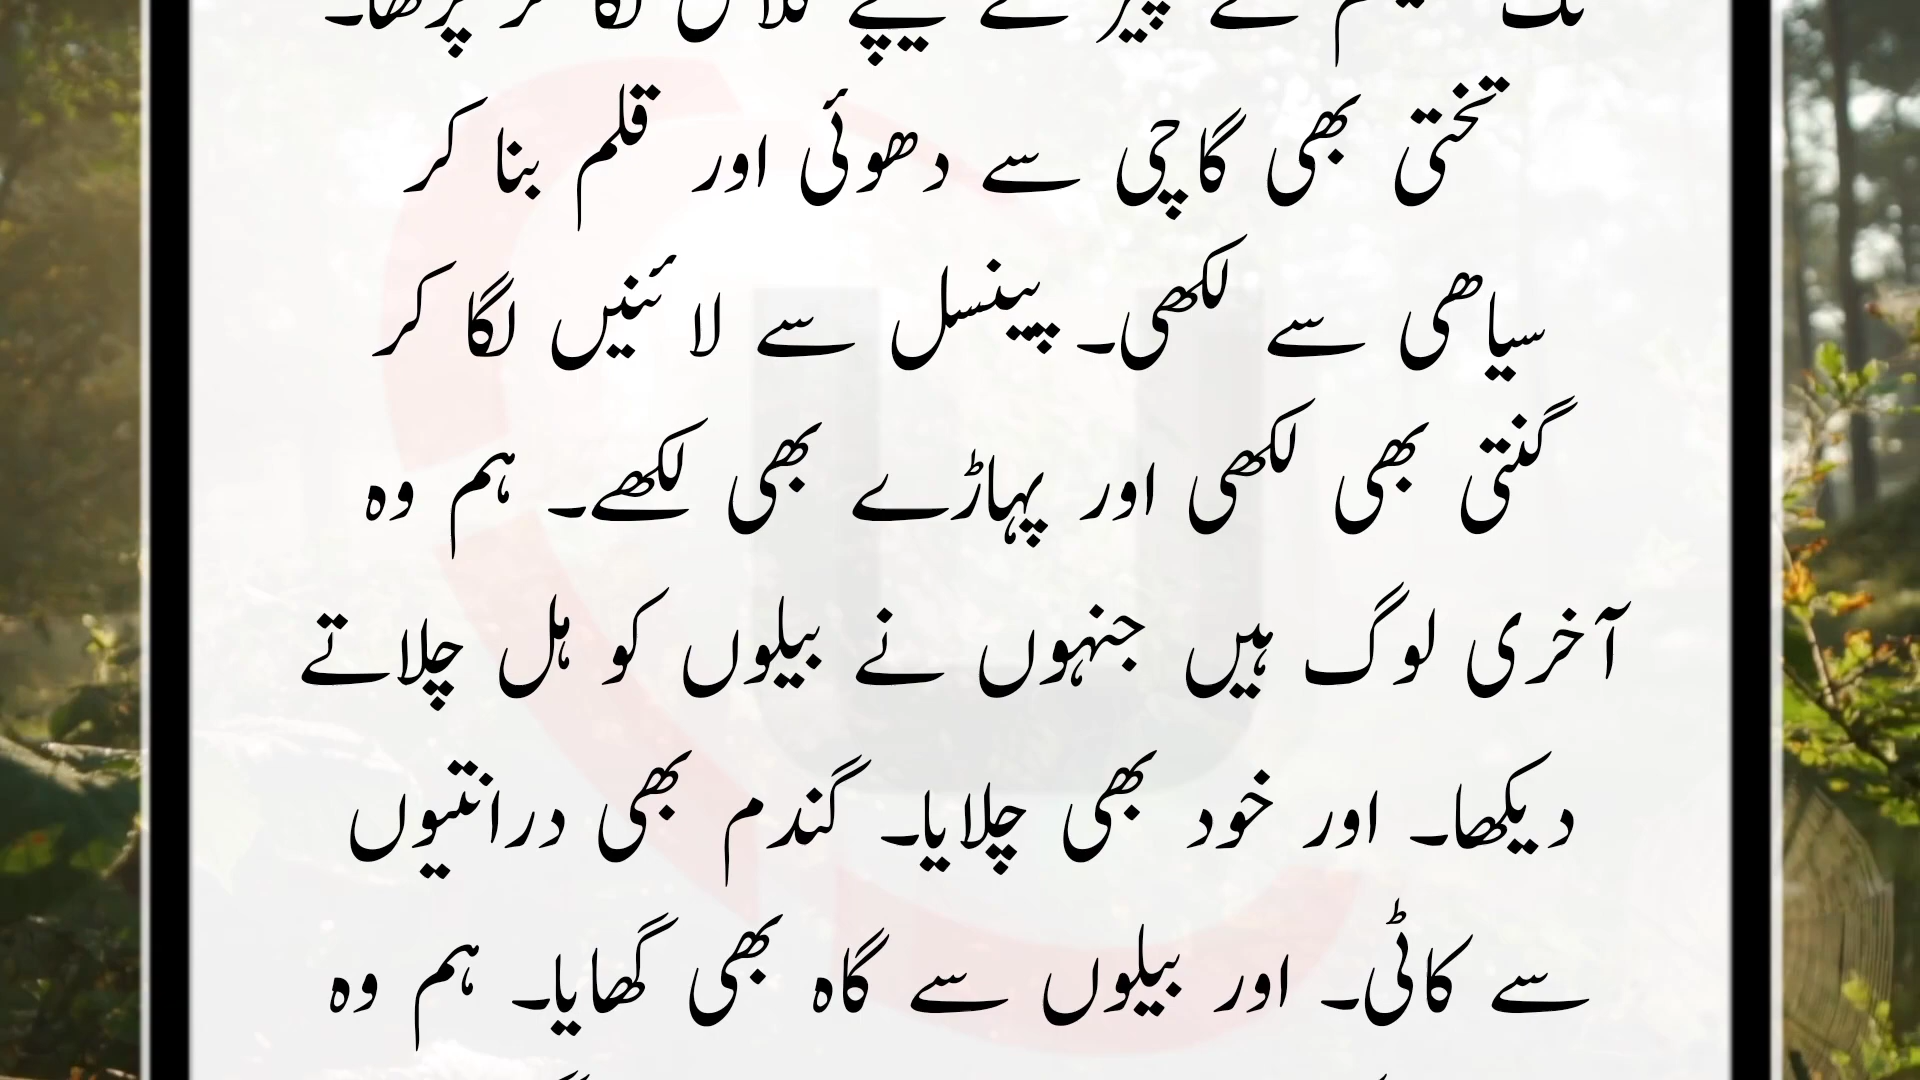 تختی بھی گاچی سے دھوئی اور قلم بنا کر
سیاھی سے لکھی۔ پینسل سے لائنیں لگا کر
گنتی بھی لکھی اور پہاڑے بھی لکھے۔ ہم وہ
آخری لوگ ہیں جنہوں نے بیلوں کو ہل چلاتے
دیکھا۔ اور خود بھی چلایا۔ گندم بھی درانتیوں
سے کاٹی۔ اور بیلوں سے گاہ بھی گھایا۔ ہم وہ